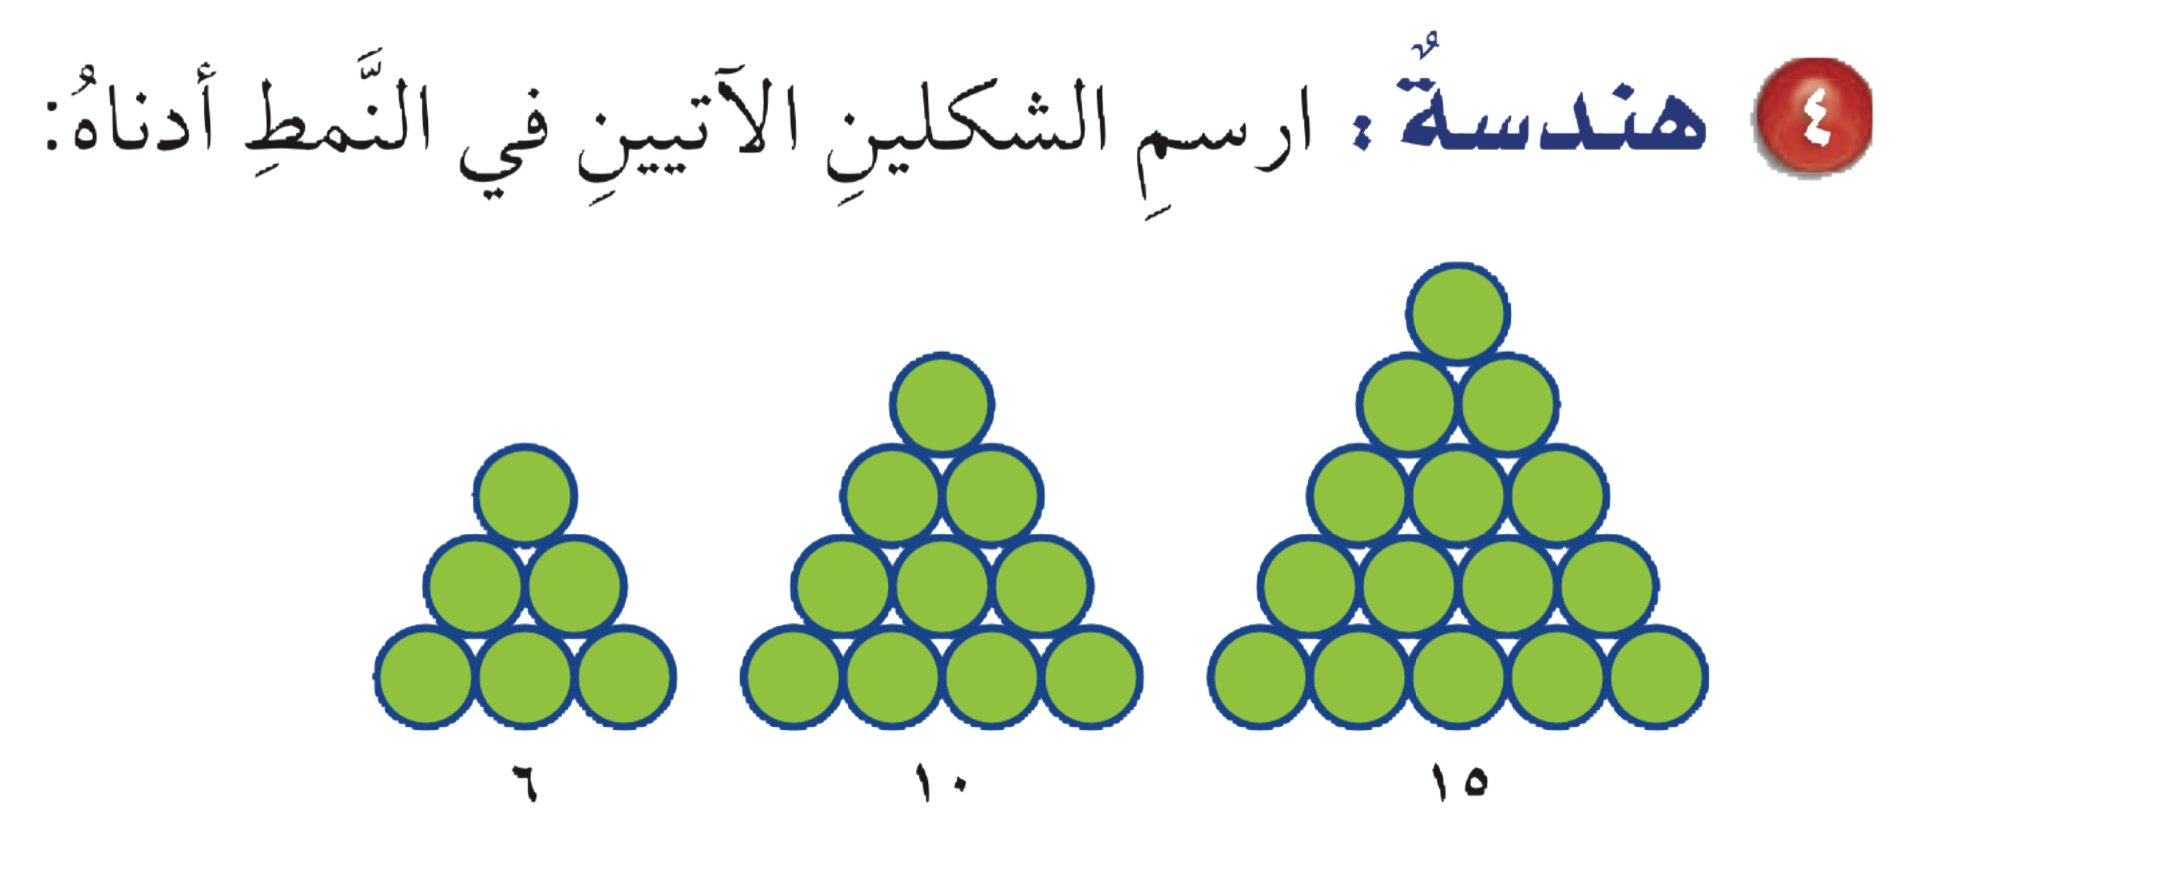 ٤ هندسةٌ : ارسمِ الشكلينِ الآتيينِ في النَّمطِ أدناهُ:
١٥ ١٠ ٦